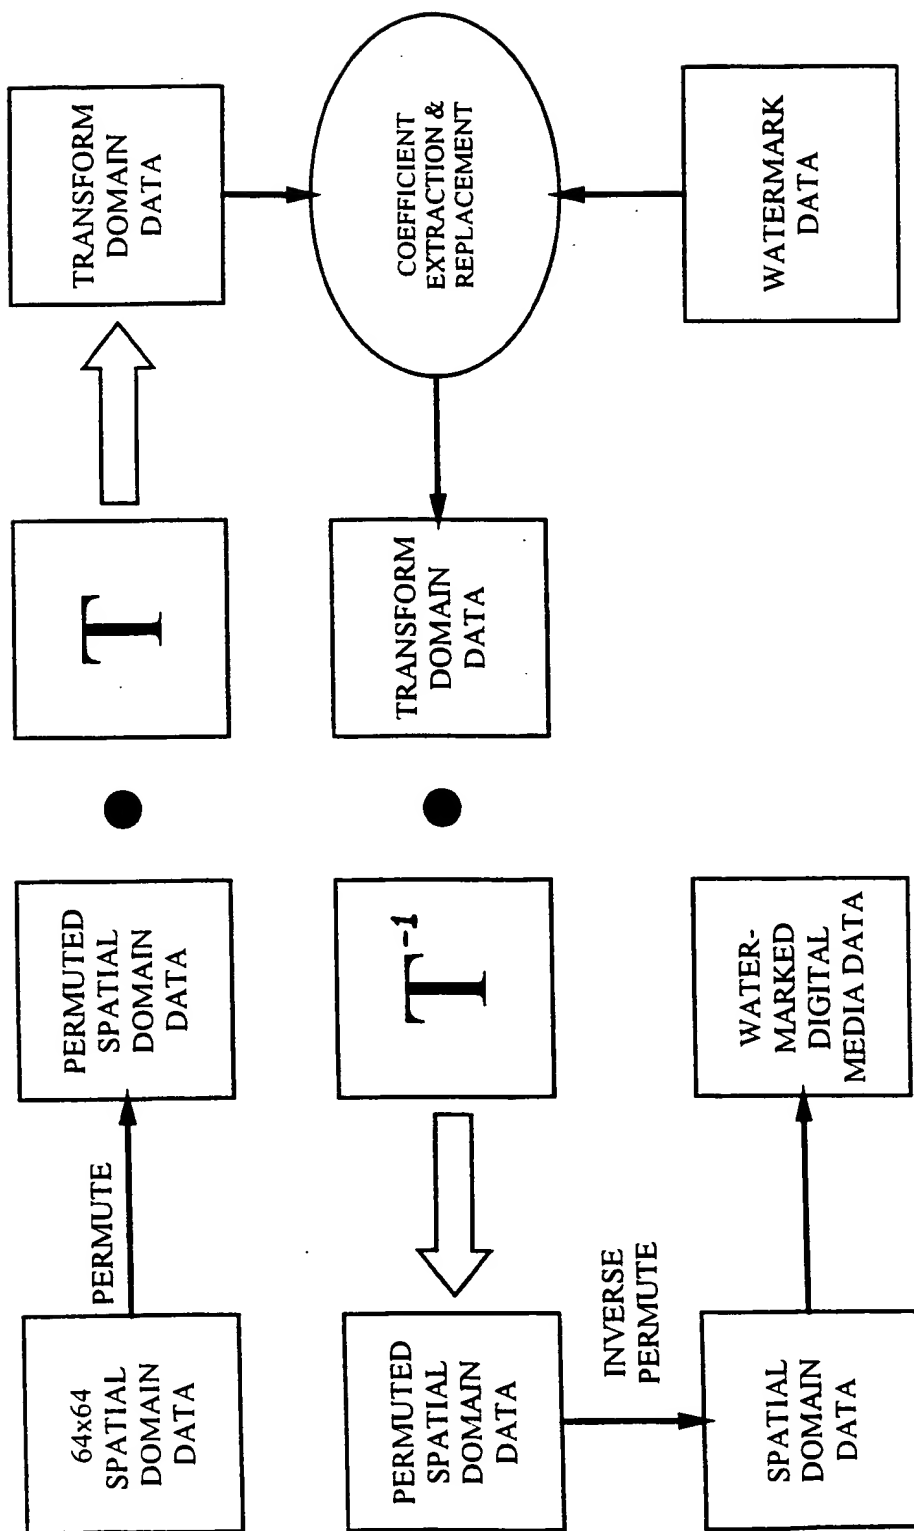 64x64
SPATIAL
DOMAIN
DATA
PERMUTE
PERMUTED
SPATIAL
DOMAIN
DATA
T
TRANSFORM
DOMAIN
DATA
PERMUTED
SPATIAL
DOMAIN
DATA
T⁻¹
TRANSFORM
DOMAIN
DATA
COEFFICIENT
EXTRACTION &
REPLACEMENT
INVERSE
PERMUTE
SPATIAL
DOMAIN
DATA
WATER-
MARKED
DIGITAL
MEDIA DATA
WATERMARK
DATA